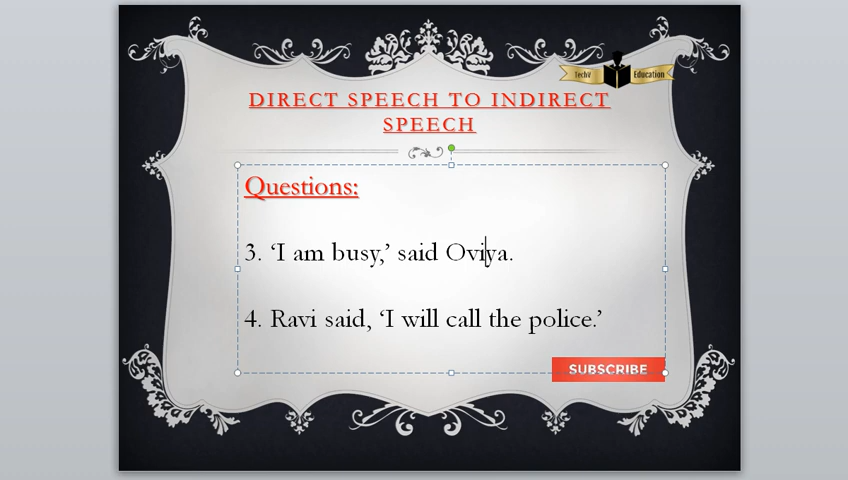 TechV Education
DIRECT SPEECH TO INDIRECT
SPEECH
Questions:
3. ‘I am busy,’ said Oviya.
4. Ravi said, ‘I will call the police.’
SUBSCRIBE